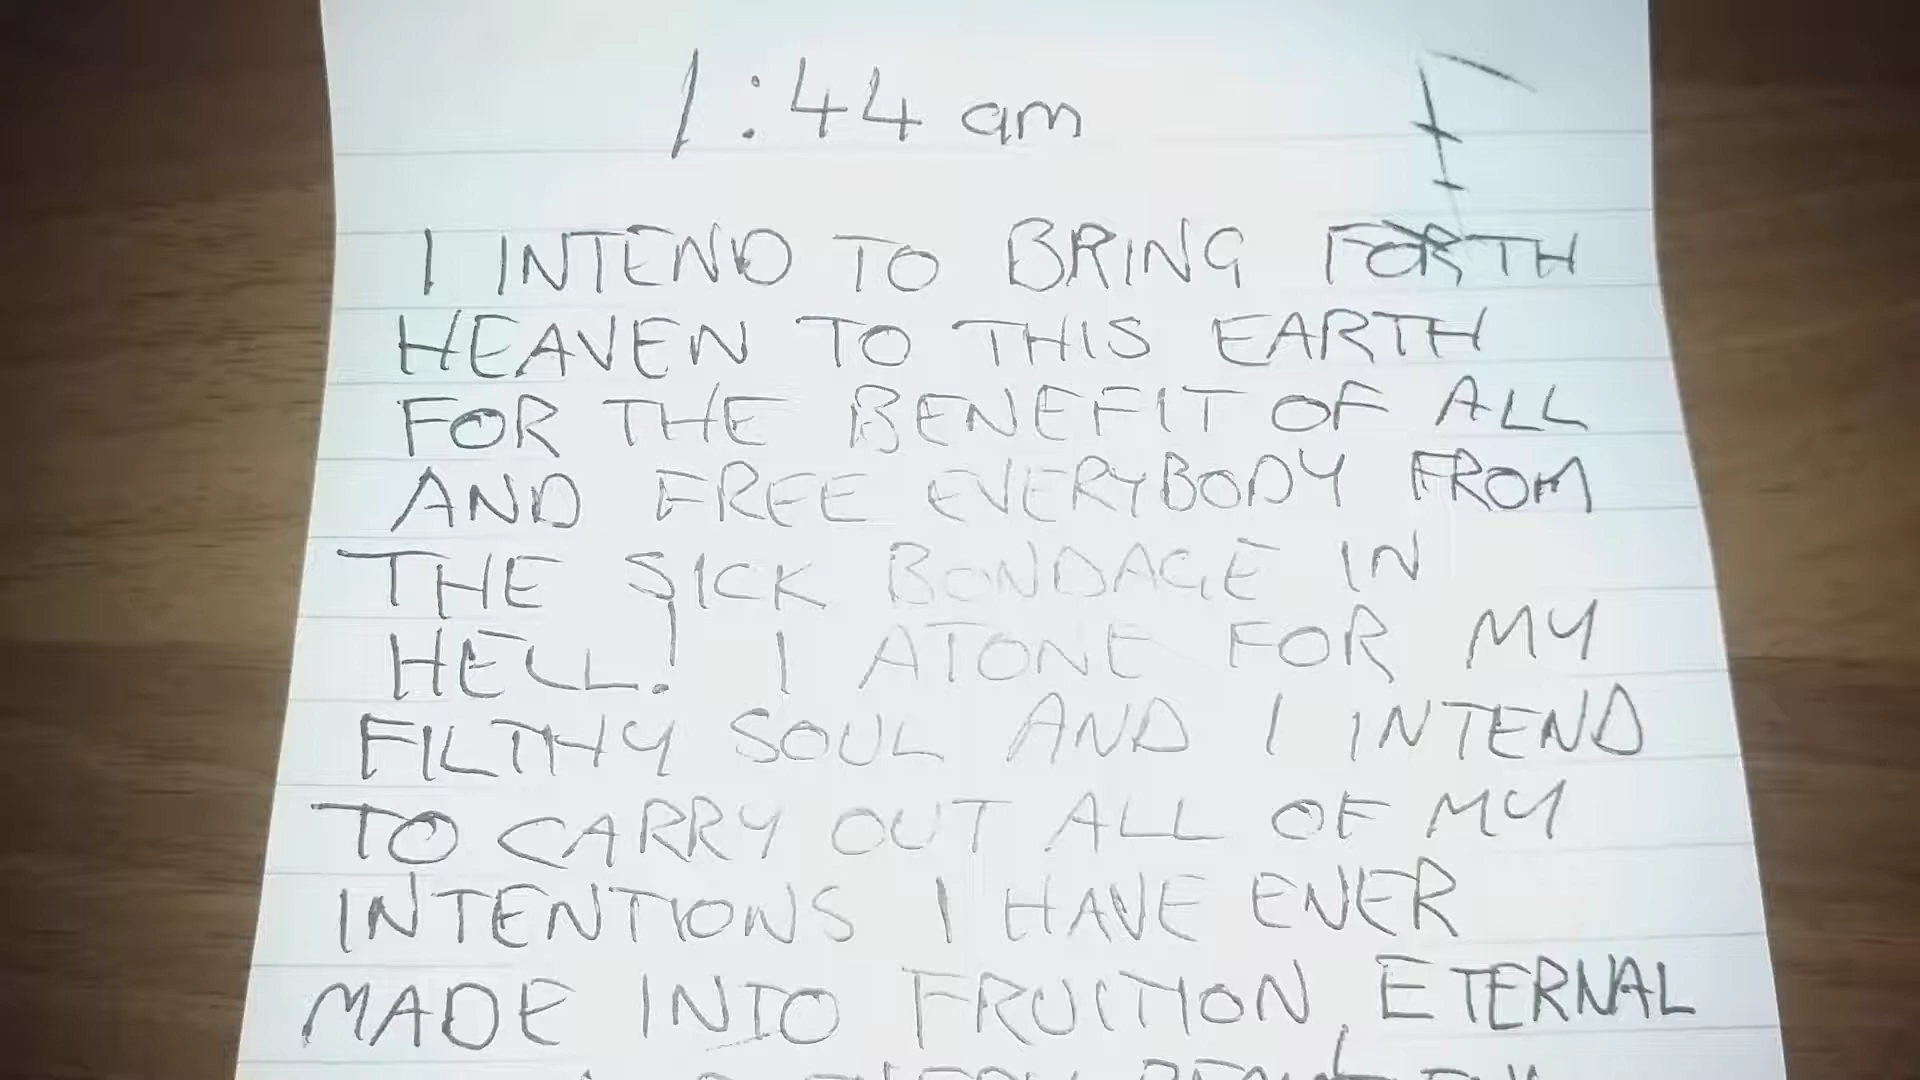 1:44 am
I INTEND TO BRING FORTH
HEAVEN TO THIS EARTH
FOR THE BENEFIT OF ALL
AND FREE EVERYBODY FROM
THE SICK BONDAGE IN
HELL! I ATONE FOR MY
FILTHY SOUL AND I INTEND
TO CARRY OUT ALL OF MY
INTENTIONS I HAVE EVER
MADE INTO FRUITION, ETERNAL